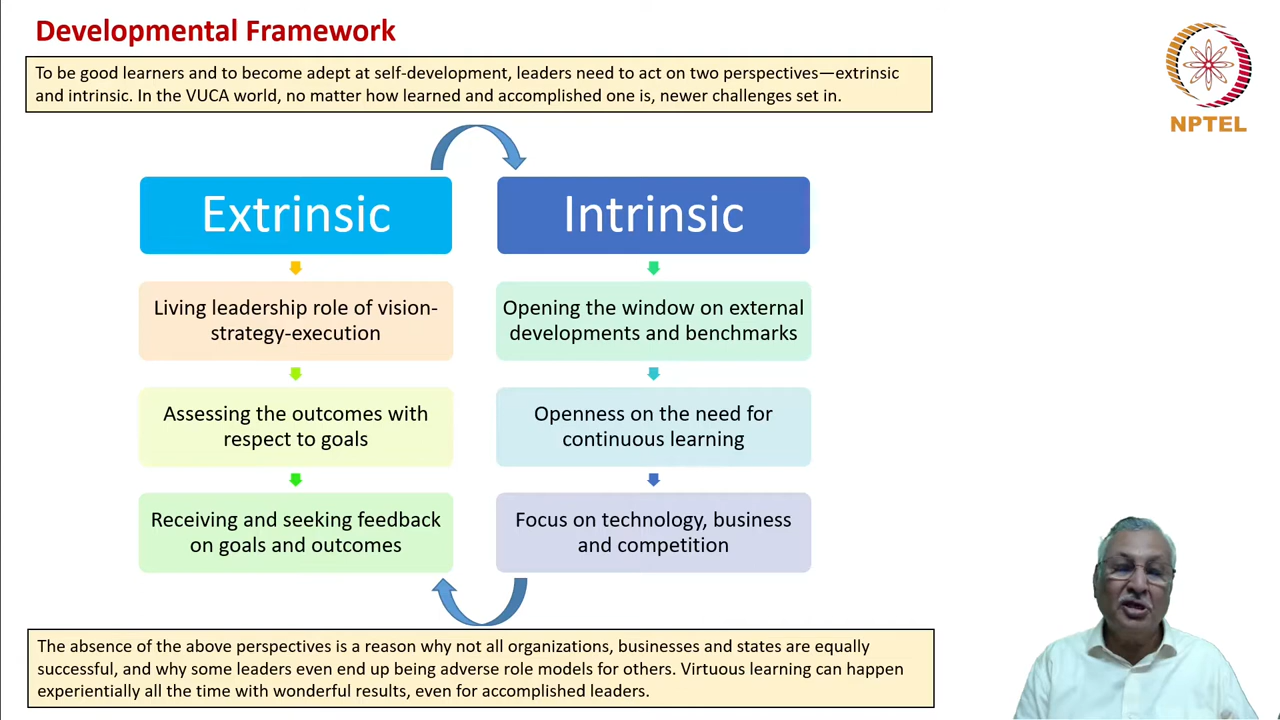 Developmental Framework
To be good learners and to become adept at self-development, leaders need to act on two perspectives—extrinsic
and intrinsic. In the VUCA world, no matter how learned and accomplished one is, newer challenges set in.
NPTEL
Extrinsic
Living leadership role of vision-
strategy-execution
Assessing the outcomes with
respect to goals
Receiving and seeking feedback
on goals and outcomes
Intrinsic
Opening the window on external
developments and benchmarks
Openness on the need for
continuous learning
Focus on technology, business
and competition
The absence of the above perspectives is a reason why not all organizations, businesses and states are equally
successful, and why some leaders even end up being adverse role models for others. Virtuous learning can happen
experientially all the time with wonderful results, even for accomplished leaders.